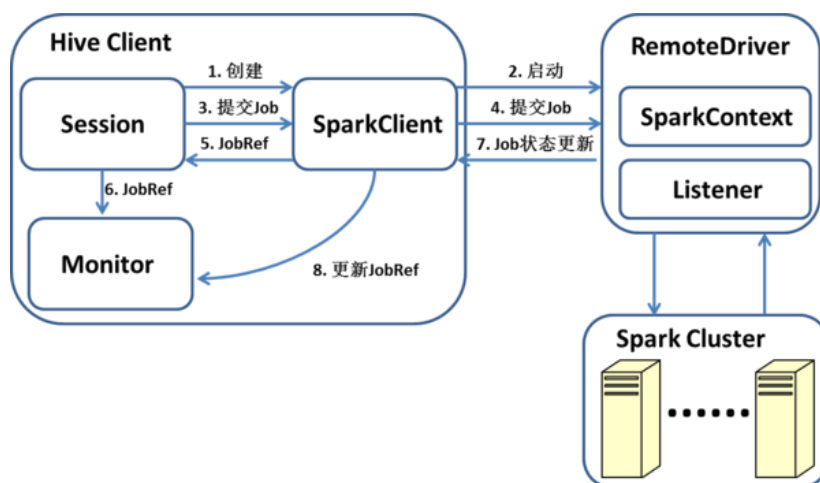 Hive Client
RemoteDriver
1. 创建
2. 启动
Session
3. 提交Job
SparkClient
4. 提交Job
SparkContext
5. JobRef
7. Job状态更新
Listener
6. JobRef
Monitor
8. 更新JobRef
Spark Cluster